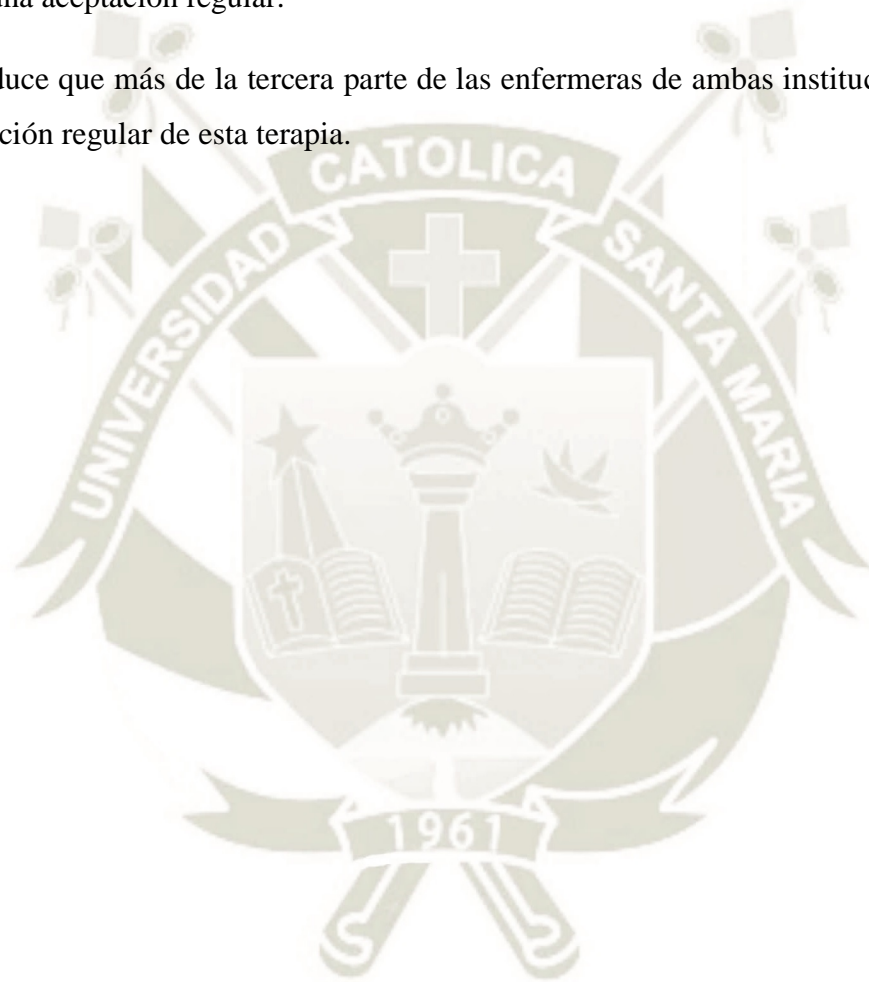 una aceptación regular.
duce que más de la tercera parte de las enfermeras de ambas instituc
ción regular de esta terapia.
UNIVERSIDAD CATOLICA SANTA MARIA
1961